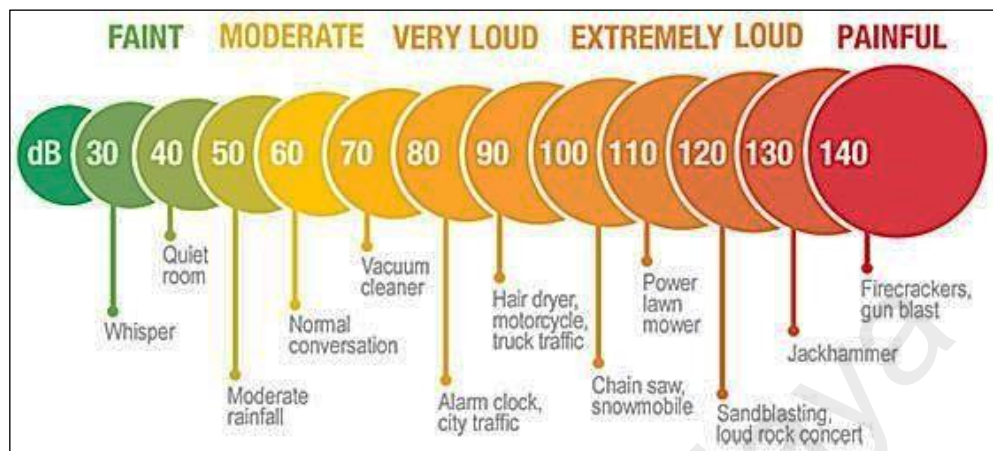 FAINT MODERATE VERY LOUD EXTREMELY LOUD PAINFUL
dB 30 40 50 60 70 80 90 100 110 120 130 140
Whisper
Quiet
room
Moderate
rainfall
Normal
conversation
Vacuum
cleaner
Alarm clock,
city traffic
Hair dryer,
motorcycle,
truck traffic
Chain saw,
snowmobile
Power
lawn
mower
Sandblasting,
loud rock concert
Jackhammer
Firecrackers,
gun blast